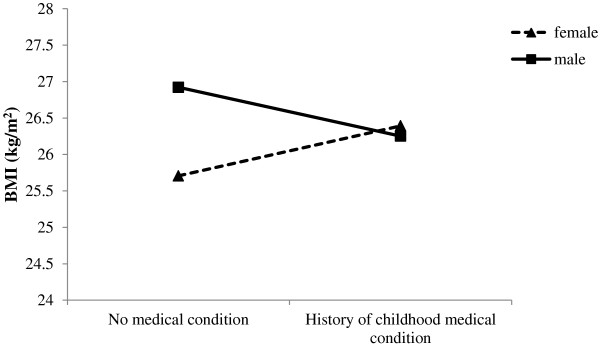 28
27.5
27
26.5
26
25.5
25
24.5
24
BMI (kg/m²)
No medical condition
History of childhood medical
condition
female
male